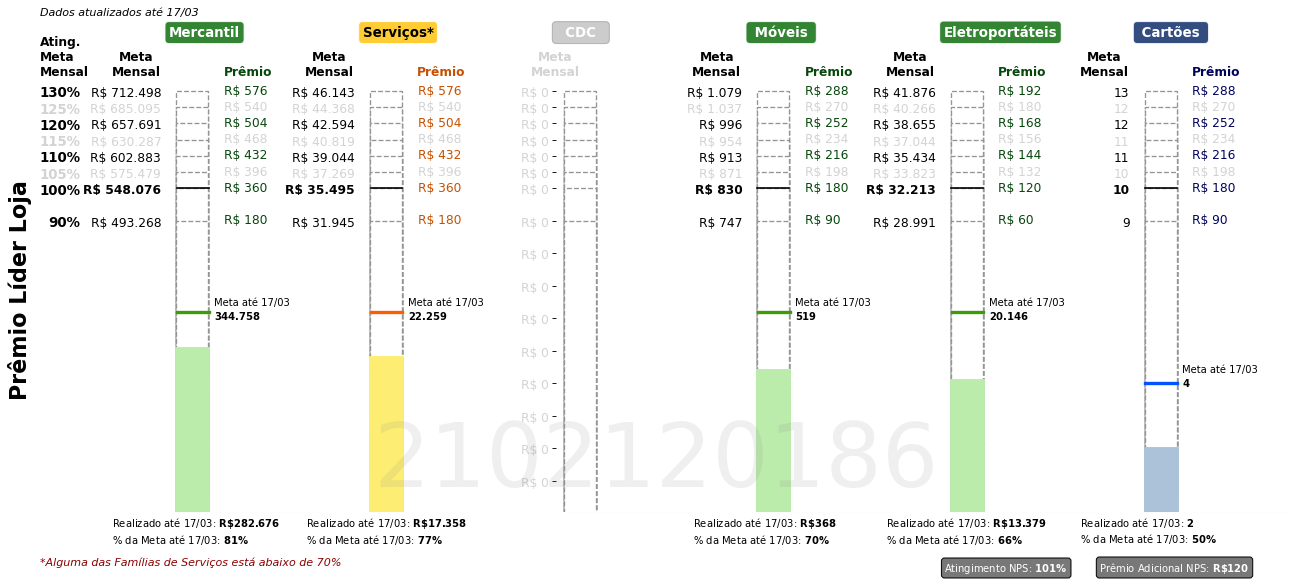 Dados atualizados até 17/03
Mercantil Serviços* CDC Móveis Eletroportáteis Cartões
Ating.
Meta Meta Meta Meta Meta Meta Meta
Mensal Mensal Prêmio Mensal Prêmio Mensal Mensal Prêmio Mensal Prêmio Mensal Prêmio
130% R$ 712.498 R$ 576 R$ 46.143 R$ 576 R$ 0 R$ 1.079 R$ 288 R$ 41.876 R$ 192 13 R$ 288
125% R$ 685.095 R$ 540 R$ 44.368 R$ 540 R$ 0 R$ 1.037 R$ 270 R$ 40.266 R$ 180 12 R$ 270
120% R$ 657.691 R$ 504 R$ 42.594 R$ 504 R$ 0 R$ 996 R$ 252 R$ 38.655 R$ 168 12 R$ 252
115% R$ 630.287 R$ 468 R$ 40.819 R$ 468 R$ 0 R$ 954 R$ 234 R$ 37.044 R$ 156 11 R$ 234
110% R$ 602.883 R$ 432 R$ 39.044 R$ 432 R$ 0 R$ 913 R$ 216 R$ 35.434 R$ 144 11 R$ 216
105% R$ 575.479 R$ 396 R$ 37.269 R$ 396 R$ 0 R$ 871 R$ 198 R$ 33.823 R$ 132 10 R$ 198
100% R$ 548.076 R$ 360 R$ 35.495 R$ 360 R$ 0 R$ 830 R$ 180 R$ 32.213 R$ 120 10 R$ 180
90% R$ 493.268 R$ 180 R$ 31.945 R$ 180 R$ 0 R$ 747 R$ 90 R$ 28.991 R$ 60 9 R$ 90
R$ 0
R$ 0
Prêmio Líder Loja
Meta até 17/03 Meta até 17/03 Meta até 17/03 Meta até 17/03
344.758 22.259 R$ 0 519 20.146
R$ 0
Meta até 17/03
R$ 0 4
R$ 0
R$ 0
R$ 0
2102120186
Realizado até 17/03: R$282.676 Realizado até 17/03: R$17.358 Realizado até 17/03: R$368 Realizado até 17/03: R$13.379 Realizado até 17/03: 2
% da Meta até 17/03: 81% % da Meta até 17/03: 77% % da Meta até 17/03: 70% % da Meta até 17/03: 66% % da Meta até 17/03: 50%
*Alguma das Famílias de Serviços está abaixo de 70% Atingimento NPS: 101% Prêmio Adicional NPS: R$120